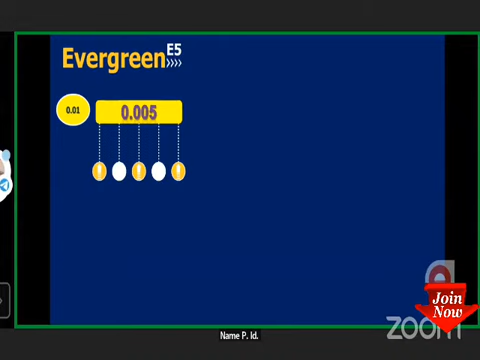 Evergreen E5
0.01
0.005
Join
Now
ZOOM
Name P. Id.